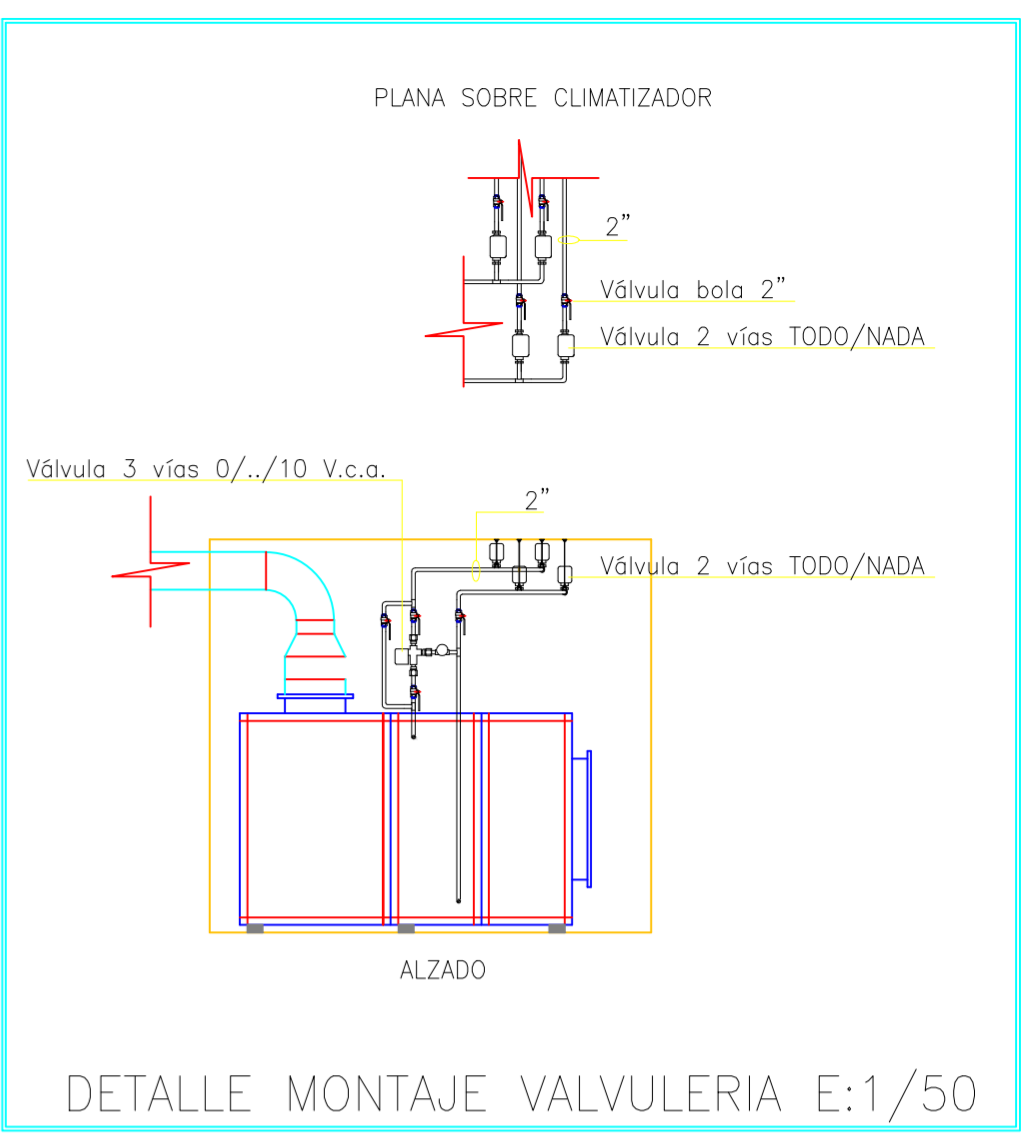 PLANA SOBRE CLIMATIZADOR
2"
Válvula bola 2"
Válvula 2 vías TODO/NADA
Válvula 3 vías 0/../10 V.c.a.
2"
Válvula 2 vías TODO/NADA
ALZADO
DETALLE MONTAJE VALVULERIA E:1/50